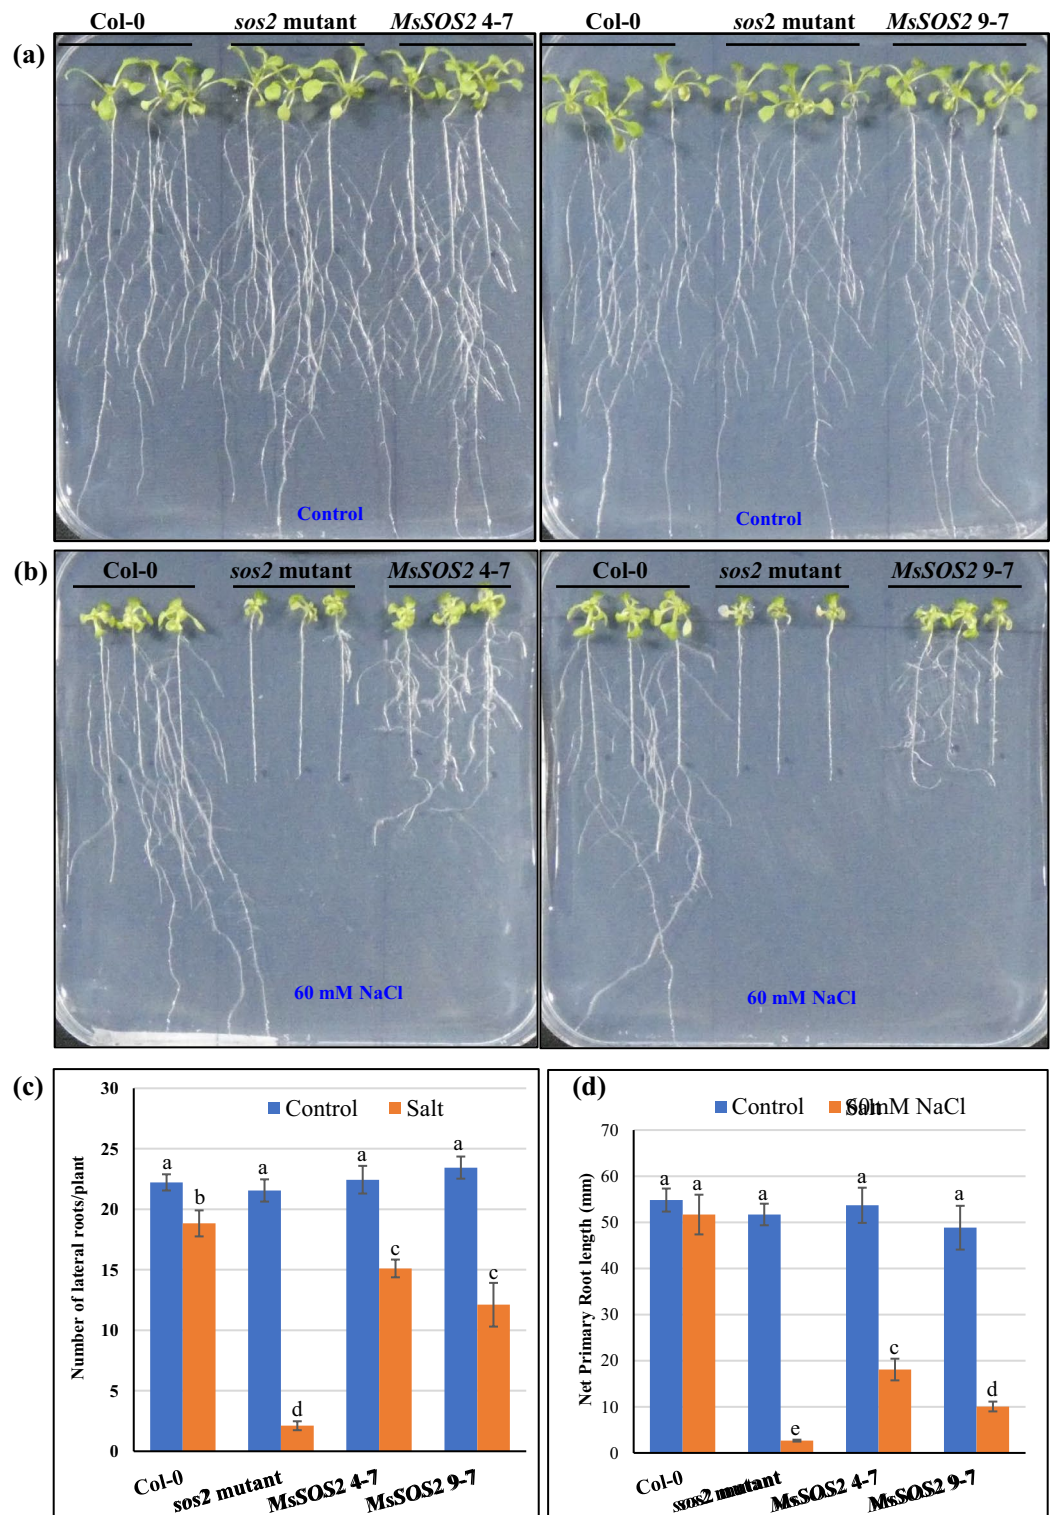 Col-0 sos2 mutant MsSOS2 4-7 Col-0 sos2 mutant MsSOS2 9-7
(a)
Control Control
(b) Col-0 sos2 mutant MsSOS2 4-7 Col-0 sos2 mutant MsSOS2 9-7
60 mM NaCl 60 mM NaCl
(c)
Control Salt
Number of lateral roots/plant
30
25
20
15
10
5
0
a b a d a c a c
Col-0 sos2 mutant MsSOS2 4-7 MsSOS2 9-7
(d)
Control Salt 60mM NaCl
Net Primary Root length (mm)
70
60
50
40
30
20
10
0
a a a e a c a d
Col-0 sos2 mutant MsSOS2 4-7 MsSOS2 9-7